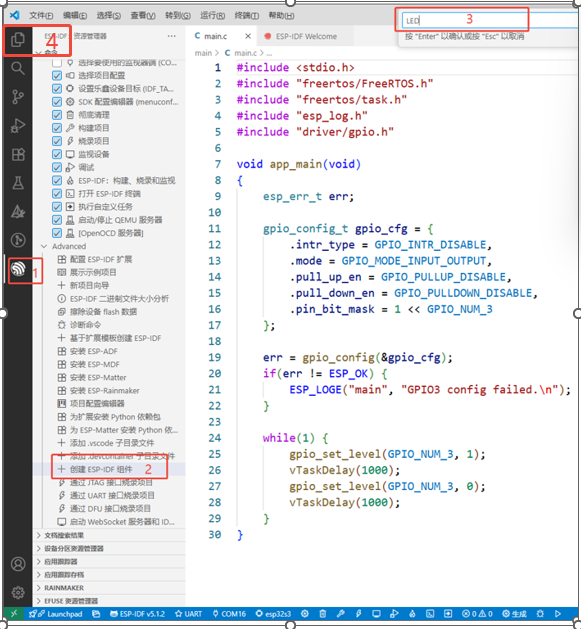 文件(F) 编辑(E) 选择(S) 查看(V) 转到(G) 运行(R) 终端(T) 帮助(H)
LED
3
按 "Enter" 以确认或按 "Esc" 以取消
4
ESP-IDF: 资源管理器
main.c
ESP-IDF Welcome
main > C main.c > ...
命令
选择要使用的监视器端 (CO...
选择项目配置
设置乐鑫设备目标 (IDF_TA...
SDK 配置编辑器 (menuconf...
彻底清理
构建项目
烧录项目
监视设备
调试
ESP-IDF：构建、烧录和监视
打开 ESP-IDF 终端
执行自定义任务
启动/停止 QEMU 服务器
[OpenOCD 服务器]
Advanced
配置 ESP-IDF 扩展
1
展示示例项目
新项目向导
ESP-IDF 二进制文件大小分析
擦除设备 flash 数据
诊断命令
基于扩展模板创建 ESP-IDF
安装 ESP-ADF
安装 ESP-MDF
安装 ESP-Matter
安装 ESP-Rainmaker
项目配置编辑器
为扩展安装 Python 依赖包
为 ESP-Matter 安装 Python 依...
添加 .vscode 子目录文件
添加 .devcontainer 子目录文件
创建 ESP-IDF 组件 2
通过 JTAG 接口烧录项目
通过 UART 接口烧录项目
通过 DFU 接口烧录项目
启动 WebSocket 服务器和 ID...
文档搜索结果
设备分区资源管理器
应用跟踪器
应用跟踪存档
RAINMAKER
EFUSE 资源管理器
1 #include <stdio.h>
2 #include "freertos/FreeRTOS.h"
3 #include "freertos/task.h"
4 #include "esp_log.h"
5 #include "driver/gpio.h"
6
7 void app_main(void)
8 {
9 esp_err_t err;
10
11 gpio_config_t gpio_cfg = {
12 .intr_type = GPIO_INTR_DISABLE,
13 .mode = GPIO_MODE_INPUT_OUTPUT,
14 .pull_up_en = GPIO_PULLUP_DISABLE,
15 .pull_down_en = GPIO_PULLDOWN_DISABLE,
16 .pin_bit_mask = 1 << GPIO_NUM_3
17 };
18
19 err = gpio_config(&gpio_cfg);
20 if(err != ESP_OK) {
21 ESP_LOGE("main", "GPIO3 config failed.\n");
22 }
23
24 while(1) {
25 gpio_set_level(GPIO_NUM_3, 1);
26 vTaskDelay(1000);
27 gpio_set_level(GPIO_NUM_3, 0);
28 vTaskDelay(1000);
29 }
30 }
Launchpad ESP-IDF v5.1.2 UART COM16 esp32s3 0 0 生成